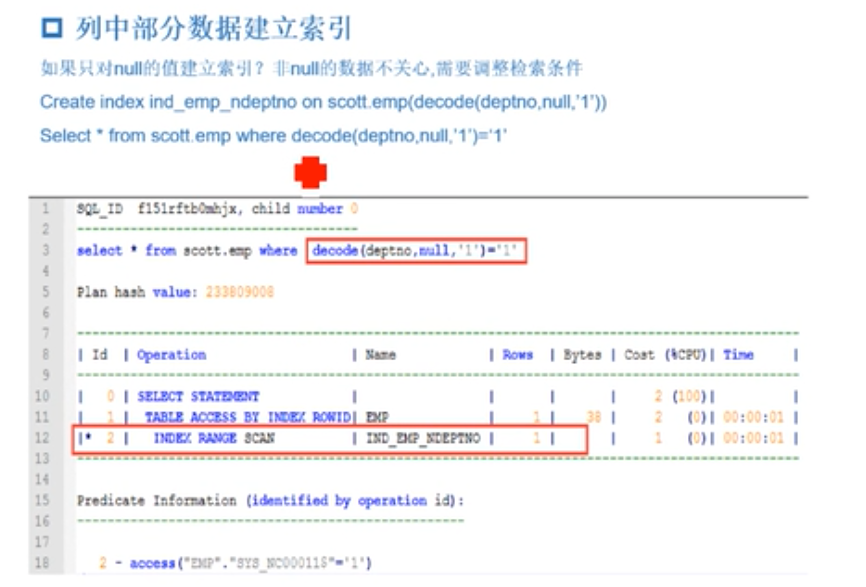 列中部分数据建立索引
如果只对null的值建立索引？非null的数据不关心,需要调整检索条件
Create index ind_emp_ndeptno on scott.emp(decode(deptno,null,'1'))
Select * from scott.emp where decode(deptno,null,'1')='1'
1 SQL_ID f151rftb0mhjx, child number 0
2 -------------------------------------
3 select * from scott.emp where decode(deptno,null,'1')='1'
4
5 Plan hash value: 233809008
6
7 -------------------------------------
8 | Id | Operation | Name | Rows | Bytes | Cost (%CPU)| Time |
9 -------------------------------------
10 | 0 | SELECT STATEMENT | | | | 2 (100)| |
11 | 1 | TABLE ACCESS BY INDEX ROWID| EMP | 1 | 38 | 2 (0)| 00:00:01 |
12 |* 2 | INDEX RANGE SCAN | IND_EMP_NDEPTNO | 1 | | 1 (0)| 00:00:01 |
13 -------------------------------------
14
15 Predicate Information (identified by operation id):
16 -------------------------------------
17
18 2 - access("EMP"."SYS_NC00011$"='1')